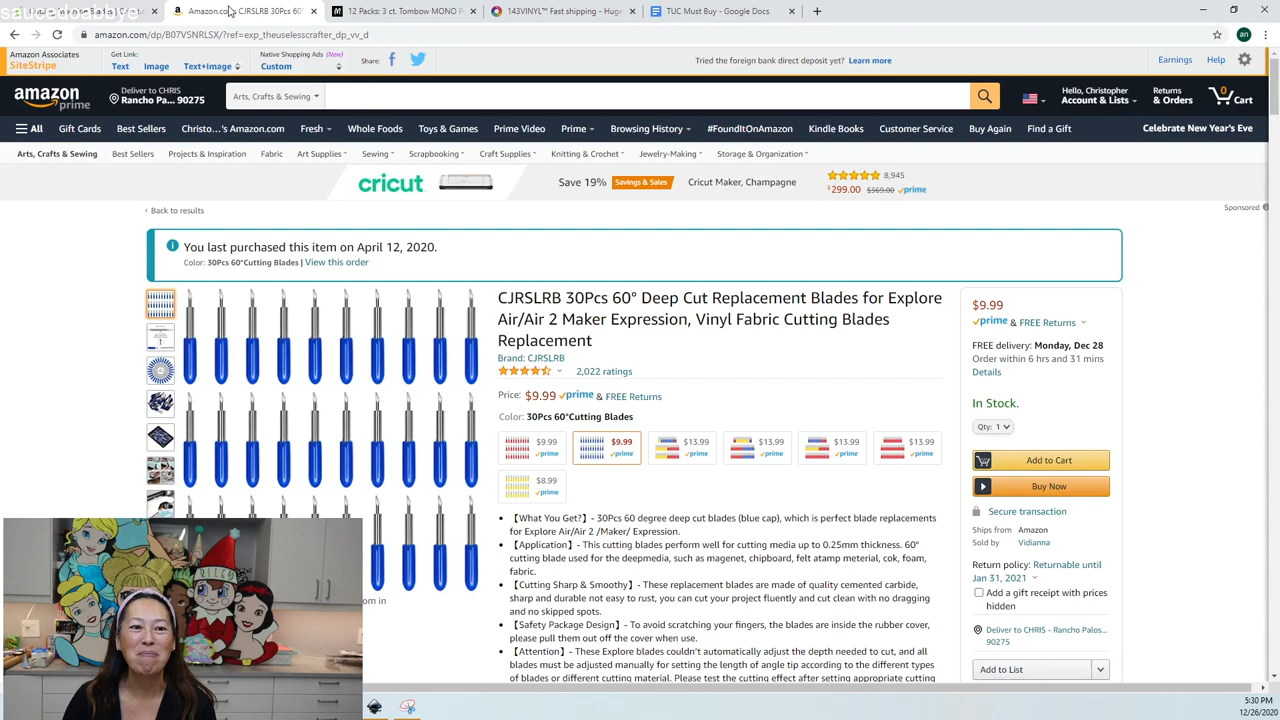 saucedoabbye
Amazon.com: CJRSLRB 30Pcs 60°
12 Packs: 3 ct. Tombow MONO P
143VINYL™ Fast shipping - Huge
TUC Must Buy - Google Docs
amazon.com/dp/B07VSNRLSX/?ref=exp_theuselesscrafter_dp_vv_d
an
Amazon Associates
SiteStripe
Get Link:
Text Image Text+Image
Native Shopping Ads (New)
Custom
Share:
Tried the foreign bank direct deposit yet? Learn more
Earnings Help
amazon prime
Deliver to CHRIS
Rancho Pa... 90275
Arts, Crafts & Sewing
Hello, Christopher
Account & Lists
Returns
& Orders
0
Cart
All Gift Cards Best Sellers Christo...'s Amazon.com Fresh Whole Foods Toys & Games Prime Video Prime Browsing History #FoundItOnAmazon Kindle Books Customer Service Buy Again Find a Gift Celebrate New Year's Eve
Arts, Crafts & Sewing Best Sellers Projects & Inspiration Fabric Art Supplies Sewing Scrapbooking Craft Supplies Knitting & Crochet Jewelry-Making Storage & Organization
cricut
Save 19% Savings & Sales Cricut Maker, Champagne
8,945
$299.00 $369.00 prime
‹ Back to results
Sponsored
You last purchased this item on April 12, 2020.
Color: 30Pcs 60°Cutting Blades | View this order
CJRSLRB 30Pcs 60° Deep Cut Replacement Blades for Explore
Air/Air 2 Maker Expression, Vinyl Fabric Cutting Blades
Replacement
Brand: CJRSLRB
2,022 ratings
Price: $9.99 prime & FREE Returns
Color: 30Pcs 60°Cutting Blades
$9.99 prime
$9.99 prime
$13.99 prime
$13.99 prime
$13.99 prime
$13.99 prime
$8.99 prime
• 【What You Get?】- 30Pcs 60 degree deep cut blades (blue cap), which is perfect blade replacements
for Explore Air/Air 2 /Maker/ Expression.
• 【Application】- This cutting blades perform well for cutting media up to 0.25mm thickness. 60°
cutting blade used for the deepmedia, such as magenet, chipboard, felt atamp meterial, cok, foam,
fabric.
• 【Cutting Sharp & Smoothy】- These replacement blades are made of quality cemented carbide,
sharp and durable not easy to rust, you can cut your project fluently and cut clean with no dragging
and no skipped spots.
• 【Safety Package Design】- To avoid scratching your fingers, the blades are inside the rubber cover,
please pull them out off the cover when use.
• 【Attention】- These Explore blades couldn't automatically adjust the depth needed to cut, and all
blades must be adjusted manually for setting the length of angle tip according to the different types
of blades or different cutting material. Please test the cutting effect after setting appropriate cutting
$9.99
prime & FREE Returns
FREE delivery: Monday, Dec 28
Order within 6 hrs and 31 mins
Details
In Stock.
Qty: 1
Add to Cart
Buy Now
Secure transaction
Ships from Amazon
Sold by Vidianna
Return policy: Returnable until
Jan 31, 2021
Add a gift receipt with prices
hidden
Deliver to CHRIS - Rancho Palos...
90275
Add to List
om in
5:30 PM
12/26/2020